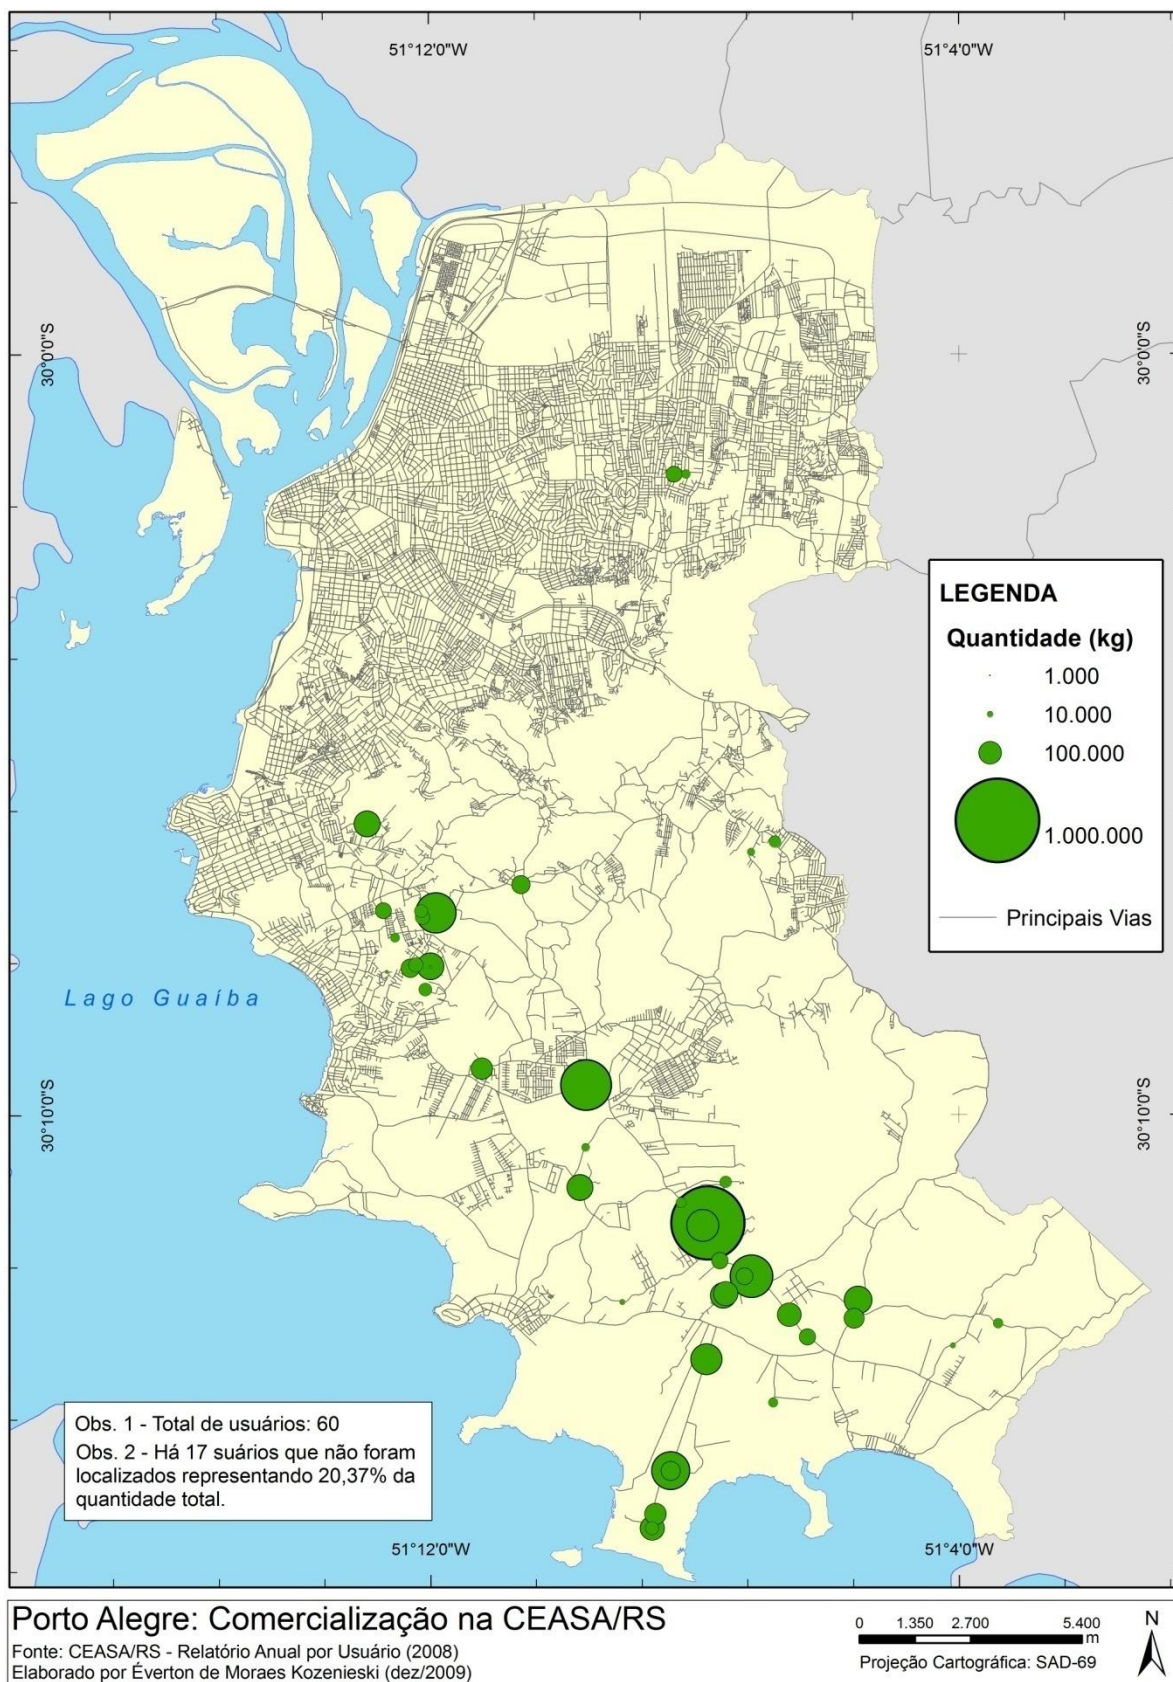 51°12'0"W
51°4'0"W
30°0'0"S
30°0'0"S
LEGENDA
Quantidade (kg)
1.000
10.000
100.000
1.000.000
Principais Vias
Lago Guaíba
30°10'0"S
30°10'0"S
Obs. 1 - Total de usuários: 60
Obs. 2 - Há 17 suários que não foram
localizados representando 20,37% da
quantidade total.
51°12'0"W
51°4'0"W
Porto Alegre: Comercialização na CEASA/RS
Fonte: CEASA/RS - Relatório Anual por Usuário (2008)
Elaborado por Éverton de Moraes Kozenieski (dez/2009)
0 1.350 2.700 5.400
m
Projeção Cartográfica: SAD-69
N